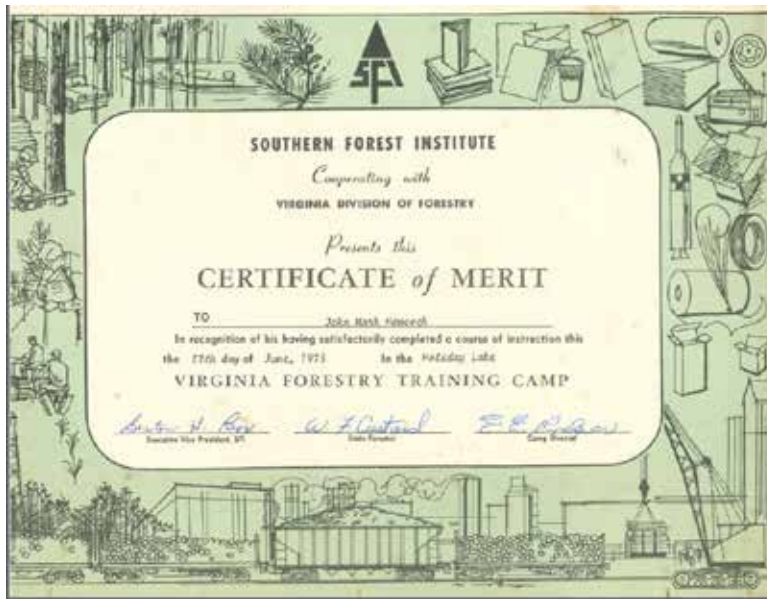 SFI
SOUTHERN FOREST INSTITUTE
Cooperating with
VIRGINIA DIVISION OF FORESTRY
Presents this
CERTIFICATE of MERIT
TO John
In recognition of his having satisfactorily completed a course of instruction this
the day of June, In the Holiday Lake
VIRGINIA FORESTRY TRAINING CAMP
H.
Executive Vice President, SFI State Forester Camp Director